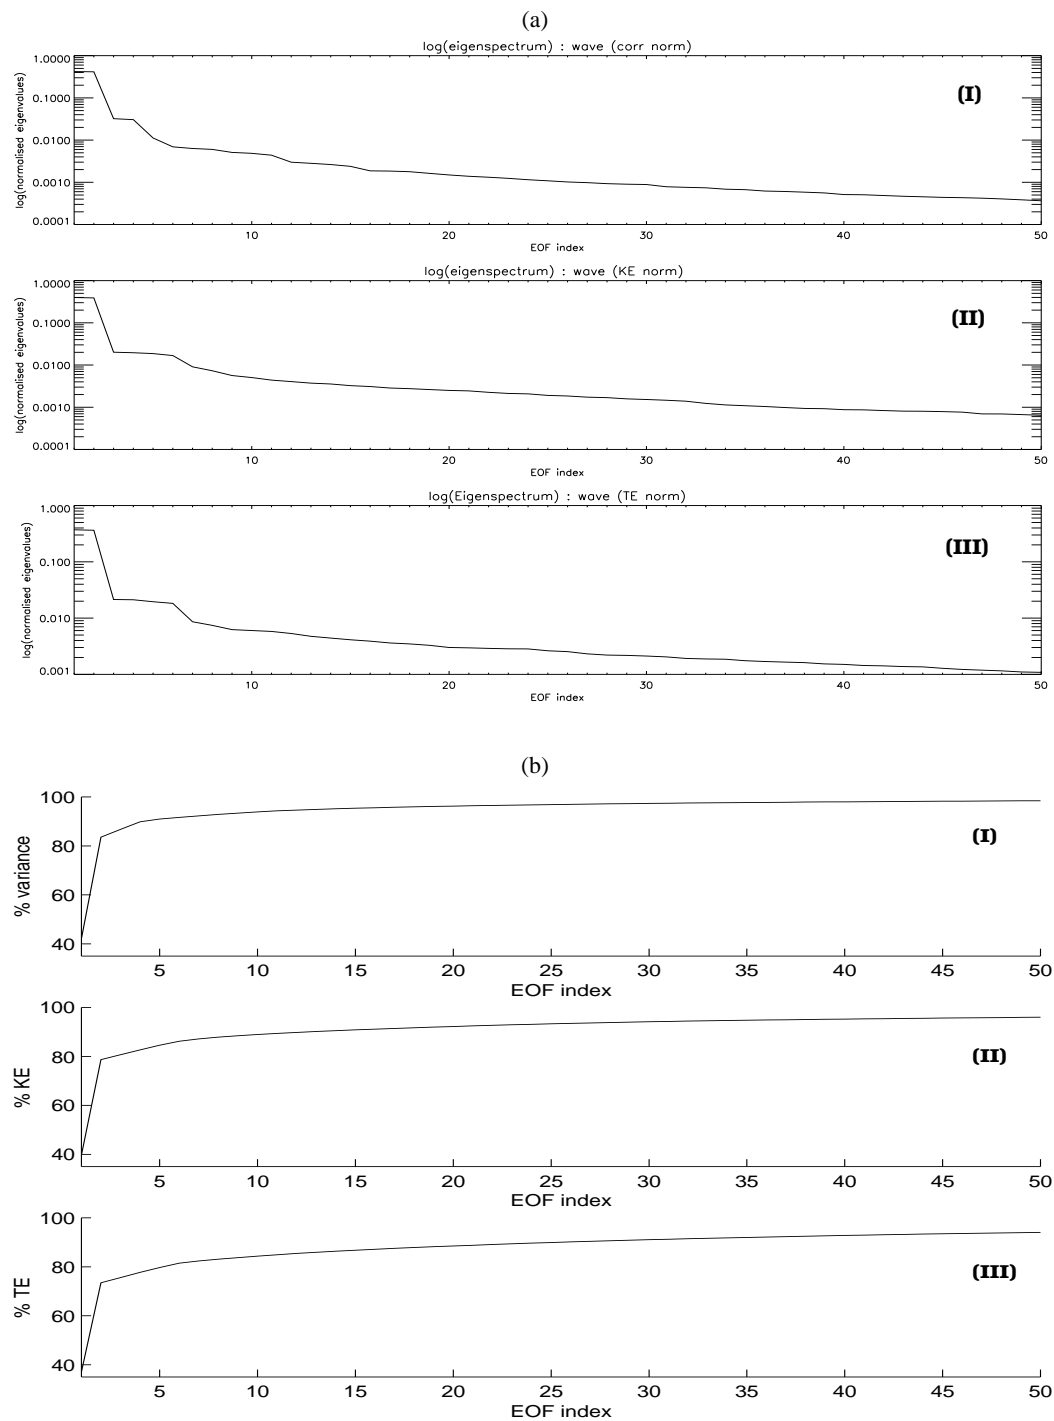 (a)
log(eigenspectrum) : wave (corr norm)
log(normalised eigenvalues)
1.0000
0.1000
0.0100
0.0010
0.0001
(I)
10 20 30 40 50
EOF index
log(eigenspectrum) : wave (KE norm)
log(normalised eigenvalues)
1.0000
0.1000
0.0100
0.0010
0.0001
(II)
10 20 30 40 50
EOF index
log(Eigenspectrum) : wave (TE norm)
log(normalised eigenvalues)
1.000
0.100
0.010
0.001
(III)
10 20 30 40 50
EOF index
(b)
% variance
100
80
60
40
(I)
5 10 15 20 25 30 35 40 45 50
EOF index
% KE
100
80
60
40
(II)
5 10 15 20 25 30 35 40 45 50
EOF index
% TE
100
80
60
40
(III)
5 10 15 20 25 30 35 40 45 50
EOF index